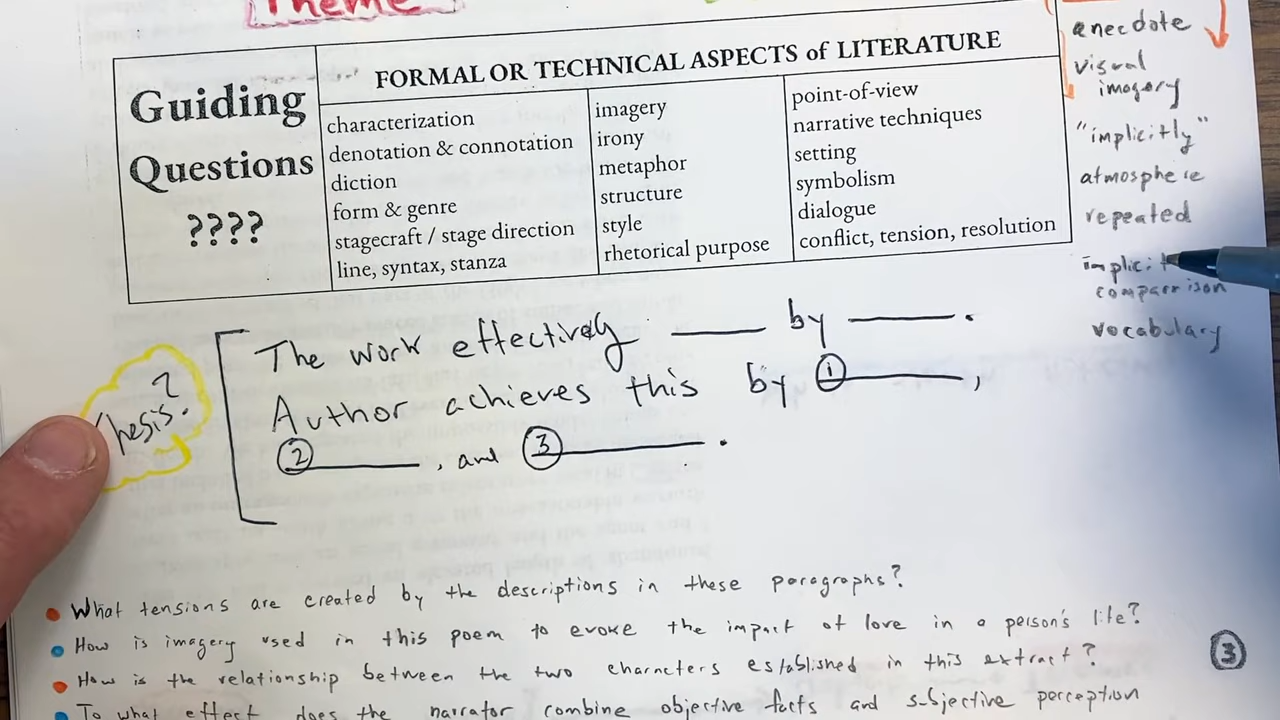 Theme
Guiding
Questions
????
FORMAL OR TECHNICAL ASPECTS of LITERATURE
characterization
denotation & connotation
diction
form & genre
stagecraft / stage direction
line, syntax, stanza
imagery
irony
metaphor
structure
style
rhetorical purpose
point-of-view
narrative techniques
setting
symbolism
dialogue
conflict, tension, resolution
anecdote
visual
imagery
"implicitly"
atmosphere
repeated
implicit
comparrison
vocabulary
The work effectively ____ by ____.
Author achieves this by ① ____,
② ____, and ③ ____.
Thesis?
• What tensions are created by the descriptions in these paragraphs?
• How is imagery used in this poem to evoke the impact of love in a person's life?
• How is the relationship between the two characters established in this extract?
• To what effect does the narrator combine objective facts and subjective perception
③